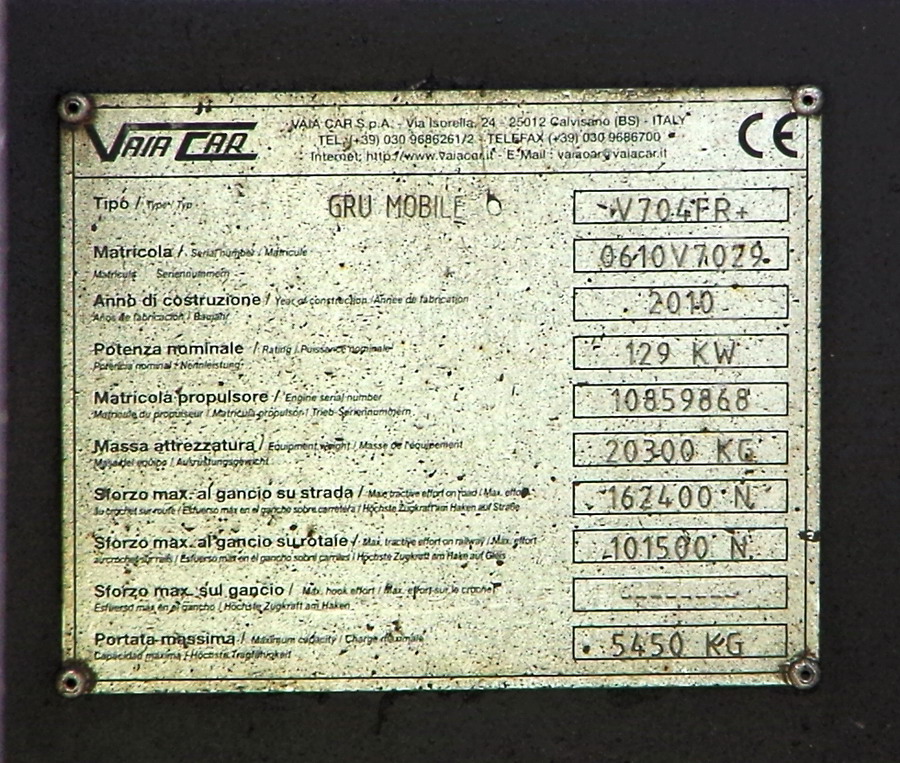 VAIA CAR
VAIA CAR S.p.A. - Via Isorella, 24 - 25012 Calvisano (BS) - ITALY
TEL. (+39) 030 9686261/2 - TELEFAX (+39) 030 9686700
Internet: http://www.vaiacar.it - E-Mail: vaiacar@vaiacar.it
CE
Tipo / Type / Typ GRU MOBILE V704FR+
Matricola / Serial number / Matricule 0610V7029
Matricula Seriennummern
Anno di costruzione / Year of construction / Année de fabrication 2010
Años de fabricación / Baujahr
Potenza nominale / Rating / Puissance nominale 129 KW
Potencia nominal / Nennleistung
Matricola propulsore / Engine serial number 10859868
Matricule du propulseur / Matricula propulsor / Trieb-Seriennummern
Massa attrezzatura / Equipment weight / Masse de l'équipement 20300 KG
Masa del equipo / Ausrüstungsgewicht
Sforzo max. al gancio su strada / Max tractive effort on road / Max. effort 162400 N
au crochet sur route / Esfuerzo máx en el gancho sobre carretera / Höchste Zugkraft am Haken auf Straße
Sforzo max. al gancio su rotaie / Max. tractive effort on railway / Max. effort 101500 N
au crochet sur rails / Esfuerzo máx en el gancho sobre carriles / Höchste Zugkraft am Haken auf Gleis
Sforzo max. sul gancio / Max. hook effort / Max. effort sur le crochet --------
Esfuerzo máx en el gancho / Höchste Zugkraft am Haken
Portata massima / Maximum capacity / Charge maximale 5450 KG
Capacidad máxima / Höchste Tragfähigkeit